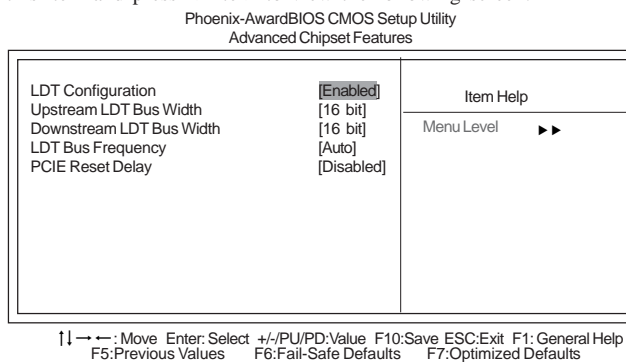 Phoenix-AwardBIOS CMOS Setup Utility
Advanced Chipset Features
LDT Configuration [Enabled]
Upstream LDT Bus Width [16 bit]
Downstream LDT Bus Width [16 bit]
LDT Bus Frequency [Auto]
PCIE Reset Delay [Disabled]
Item Help
Menu Level ►►
↑↓→←: Move Enter: Select +/-/PU/PD:Value F10:Save ESC:Exit F1: General Help
F5:Previous Values F6:Fail-Safe Defaults F7:Optimized Defaults